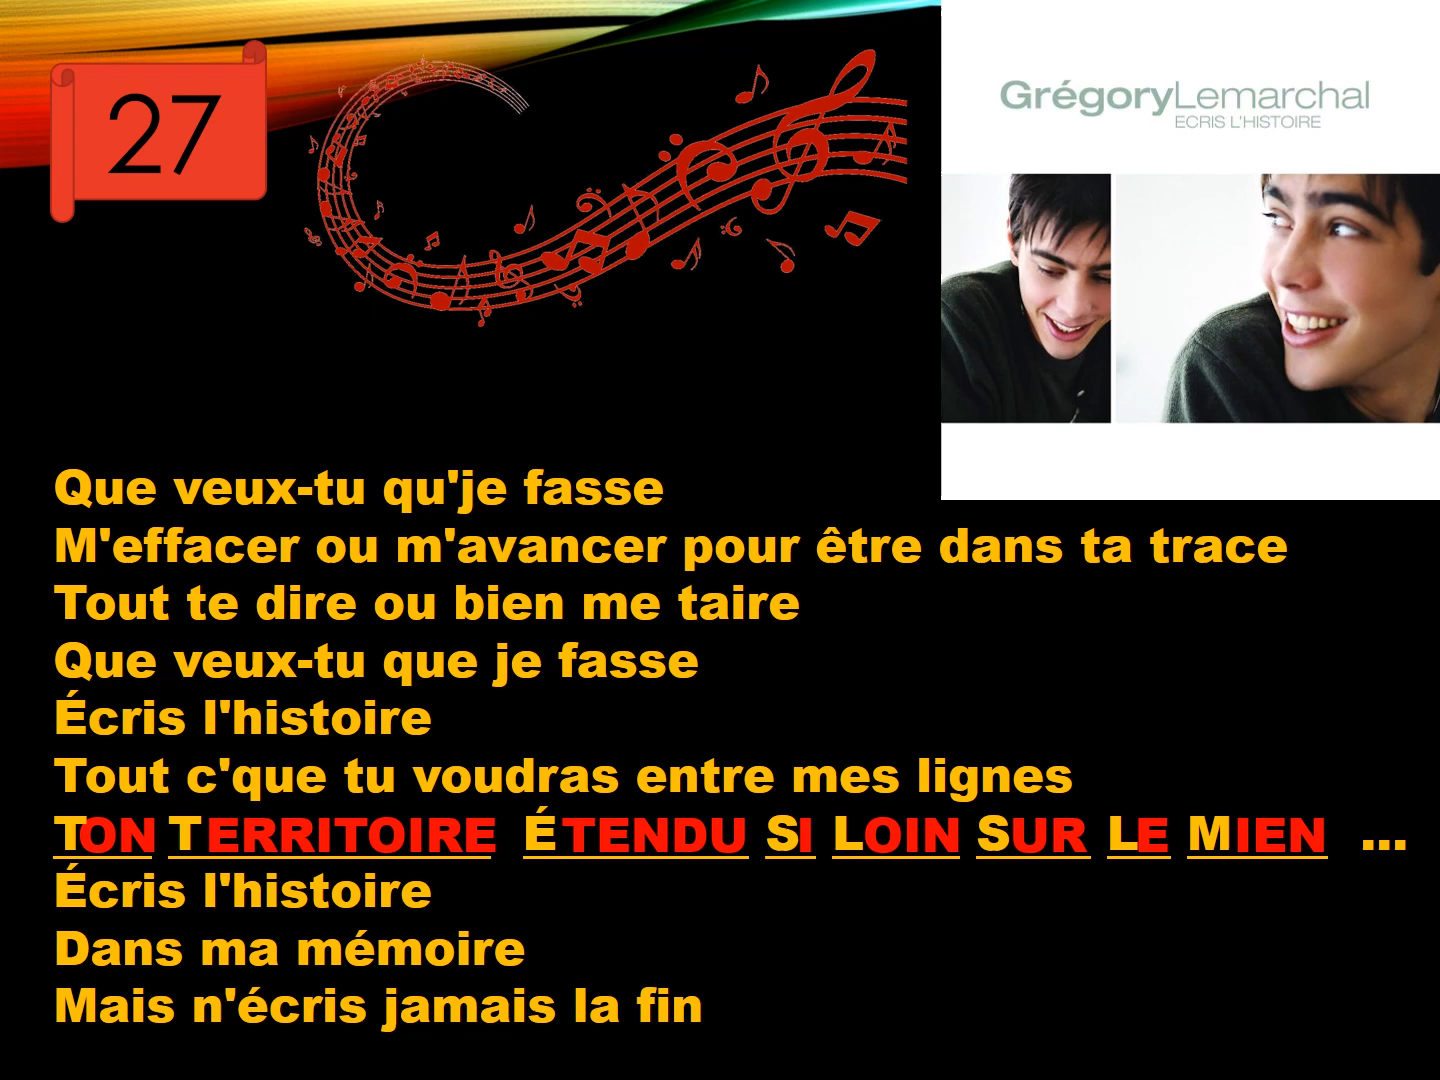 27
GrégoryLemarchal
ECRIS L'HISTOIRE
Que veux-tu qu'je fasse
M'effacer ou m'avancer pour être dans ta trace
Tout te dire ou bien me taire
Que veux-tu que je fasse
Écris l'histoire
Tout c'que tu voudras entre mes lignes
TON TERRITOIRE ÉTENDU SI LOIN SUR LE MIEN ...
Écris l'histoire
Dans ma mémoire
Mais n'écris jamais la fin